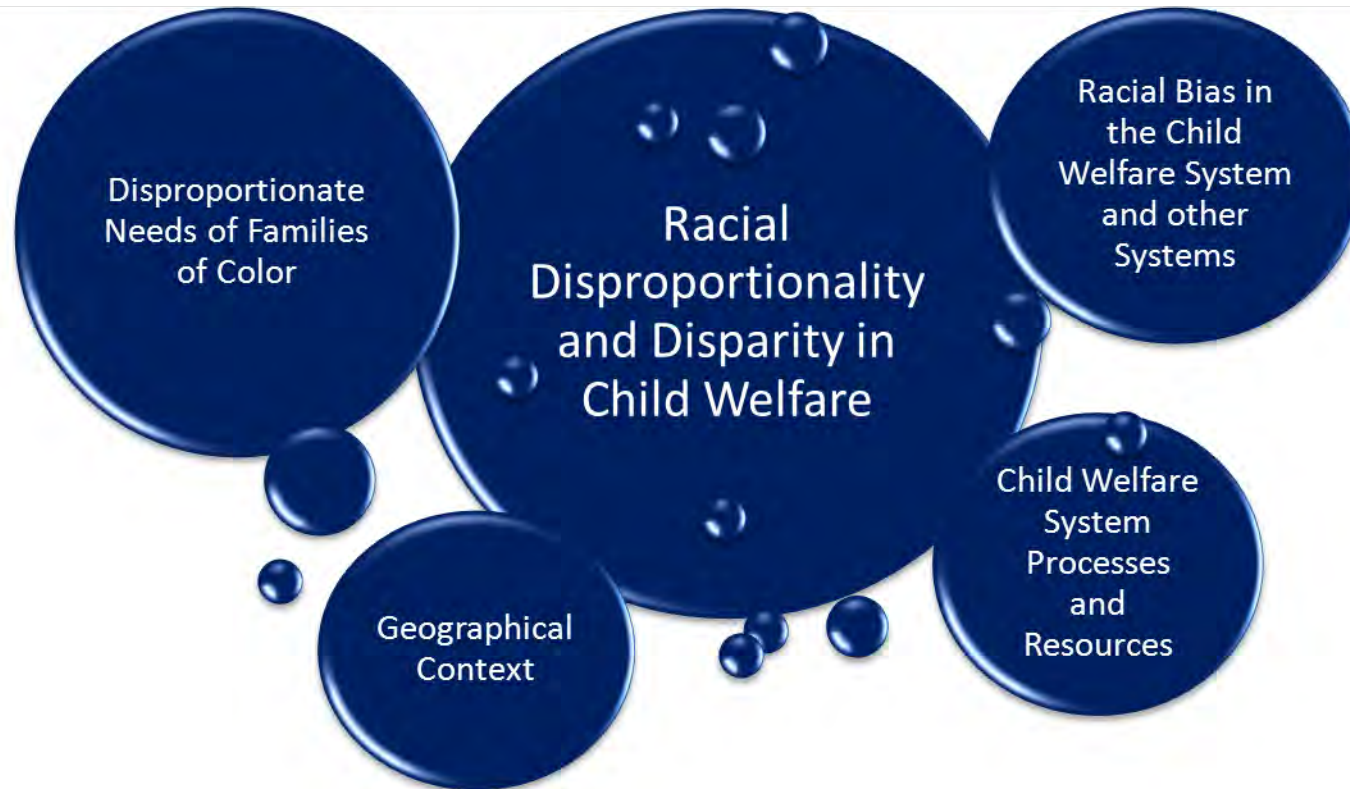 Disproportionate
Needs of Families
of Color
Racial
Disproportionality
and Disparity in
Child Welfare
Racial Bias in
the Child
Welfare System
and other
Systems
Geographical
Context
Child Welfare
System
Processes
and
Resources